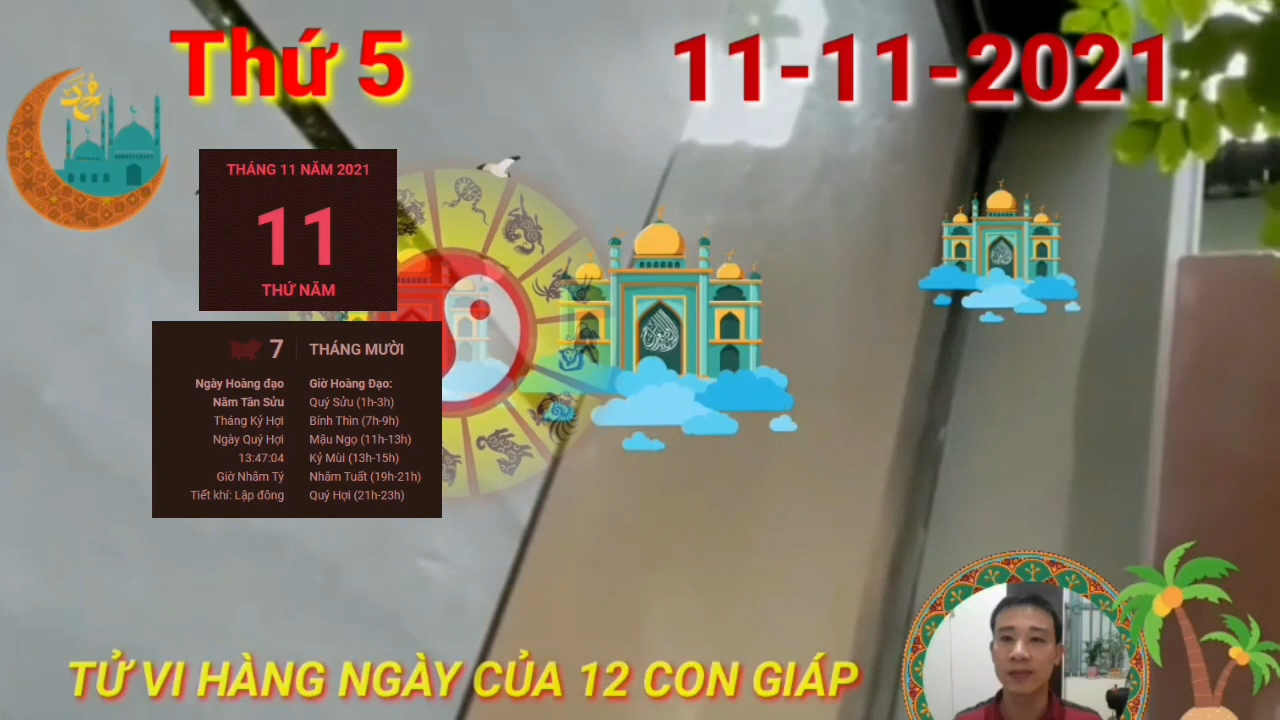 Thứ 5
11-11-2021
THÁNG 11 NĂM 2021
11
THỨ NĂM
7 THÁNG MƯỜI
Ngày Hoàng đạo Giờ Hoàng Đạo:
Năm Tân Sửu Quý Sửu (1h-3h)
Tháng Kỷ Hợi Bính Thìn (7h-9h)
Ngày Quý Hợi Mậu Ngọ (11h-13h)
13:47:04 Kỷ Mùi (13h-15h)
Giờ Nhâm Tý Nhâm Tuất (19h-21h)
Tiết khí: Lập đông Quý Hợi (21h-23h)
TỬ VI HÀNG NGÀY CỦA 12 CON GIÁP